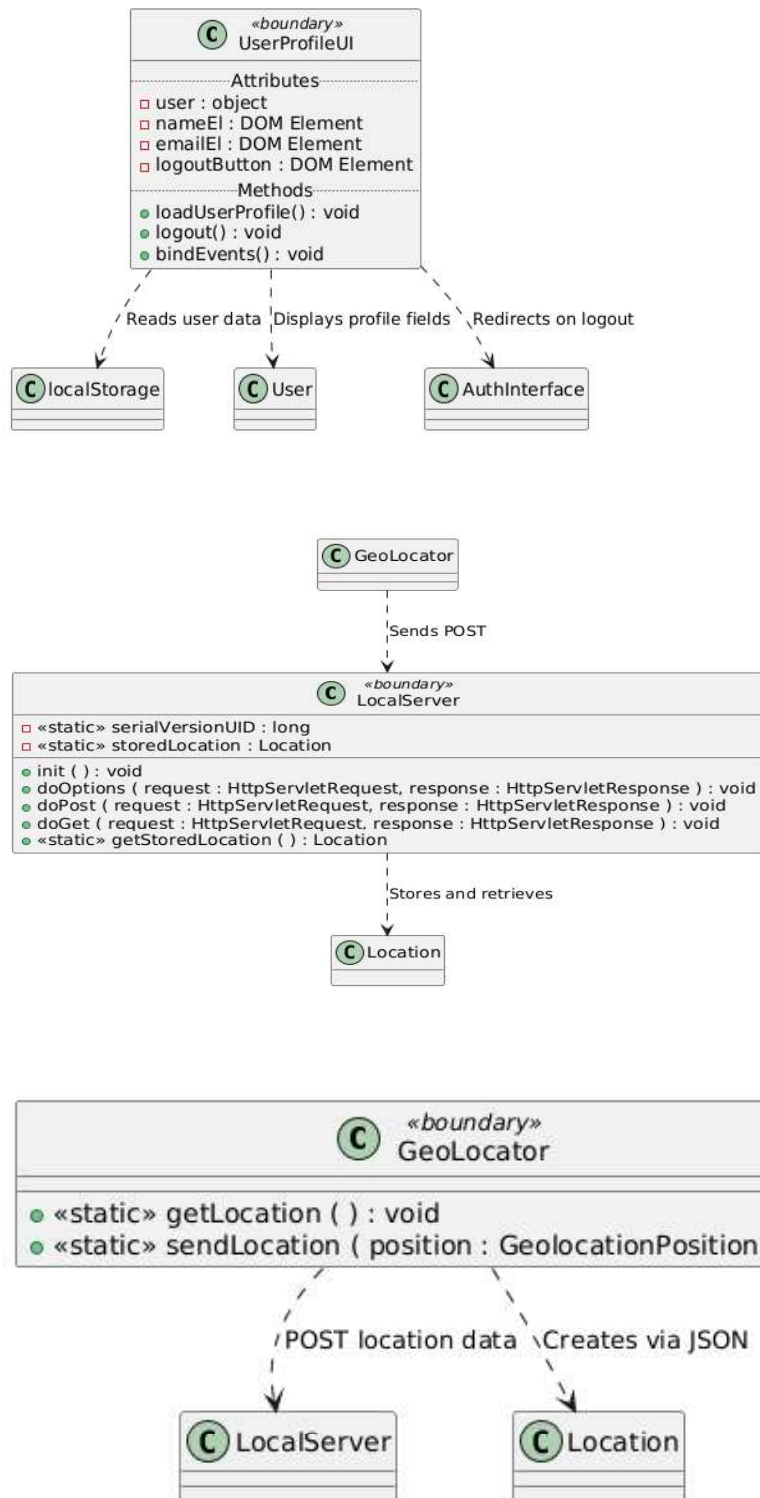 C «boundary»
UserProfileUI
Attributes
user : object
nameEl : DOM Element
emailEl : DOM Element
logoutButton : DOM Element
Methods
loadUserProfile() : void
logout() : void
bindEvents() : void
Reads user data Displays profile fields Redirects on logout
C localStorage C User C AuthInterface
C GeoLocator
Sends POST
C «boundary»
LocalServer
«static» serialVersionUID : long
«static» storedLocation : Location
init ( ) : void
doOptions ( request : HttpServletRequest, response : HttpServletResponse ) : void
doPost ( request : HttpServletRequest, response : HttpServletResponse ) : void
doGet ( request : HttpServletRequest, response : HttpServletResponse ) : void
«static» getStoredLocation ( ) : Location
Stores and retrieves
C Location
C «boundary»
GeoLocator
«static» getLocation ( ) : void
«static» sendLocation ( position : GeolocationPosition
POST location data Creates via JSON
C LocalServer C Location